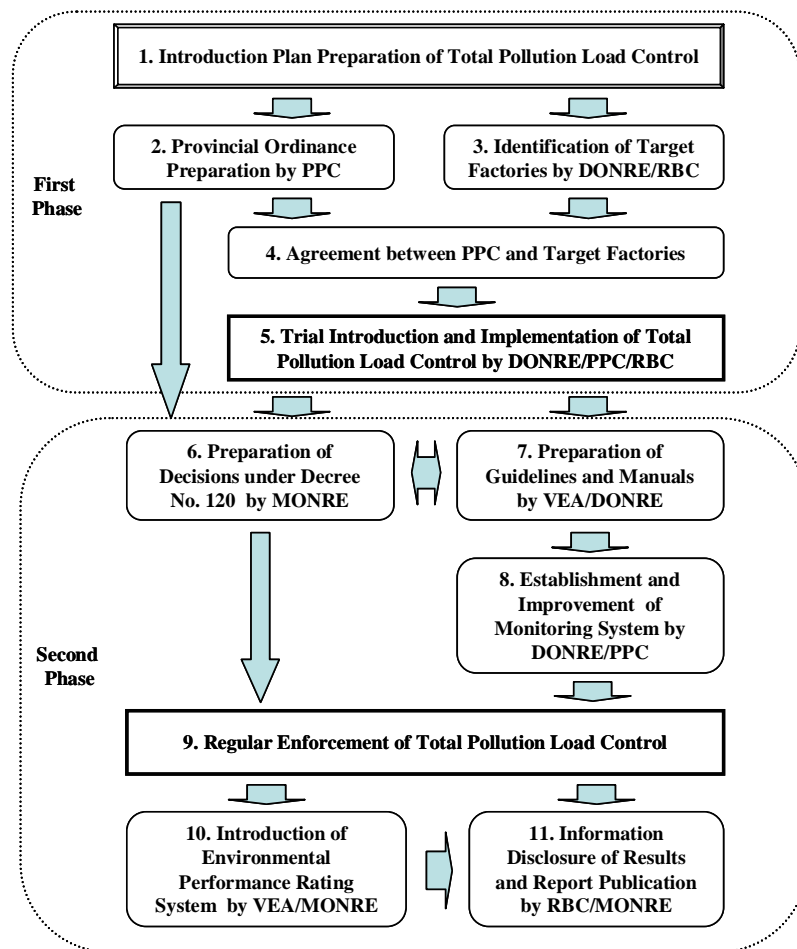 1. Introduction Plan Preparation of Total Pollution Load Control
2. Provincial Ordinance
Preparation by PPC
3. Identification of Target
Factories by DONRE/RBC
First
Phase
4. Agreement between PPC and Target Factories
5. Trial Introduction and Implementation of Total
Pollution Load Control by DONRE/PPC/RBC
6. Preparation of
Decisions under Decree
No. 120 by MONRE
7. Preparation of
Guidelines and Manuals
by VEA/DONRE
8. Establishment and
Improvement of
Monitoring System by
DONRE/PPC
Second
Phase
9. Regular Enforcement of Total Pollution Load Control
10. Introduction of
Environmental
Performance Rating
System by VEA/MONRE
11. Information
Disclosure of Results
and Report Publication
by RBC/MONRE